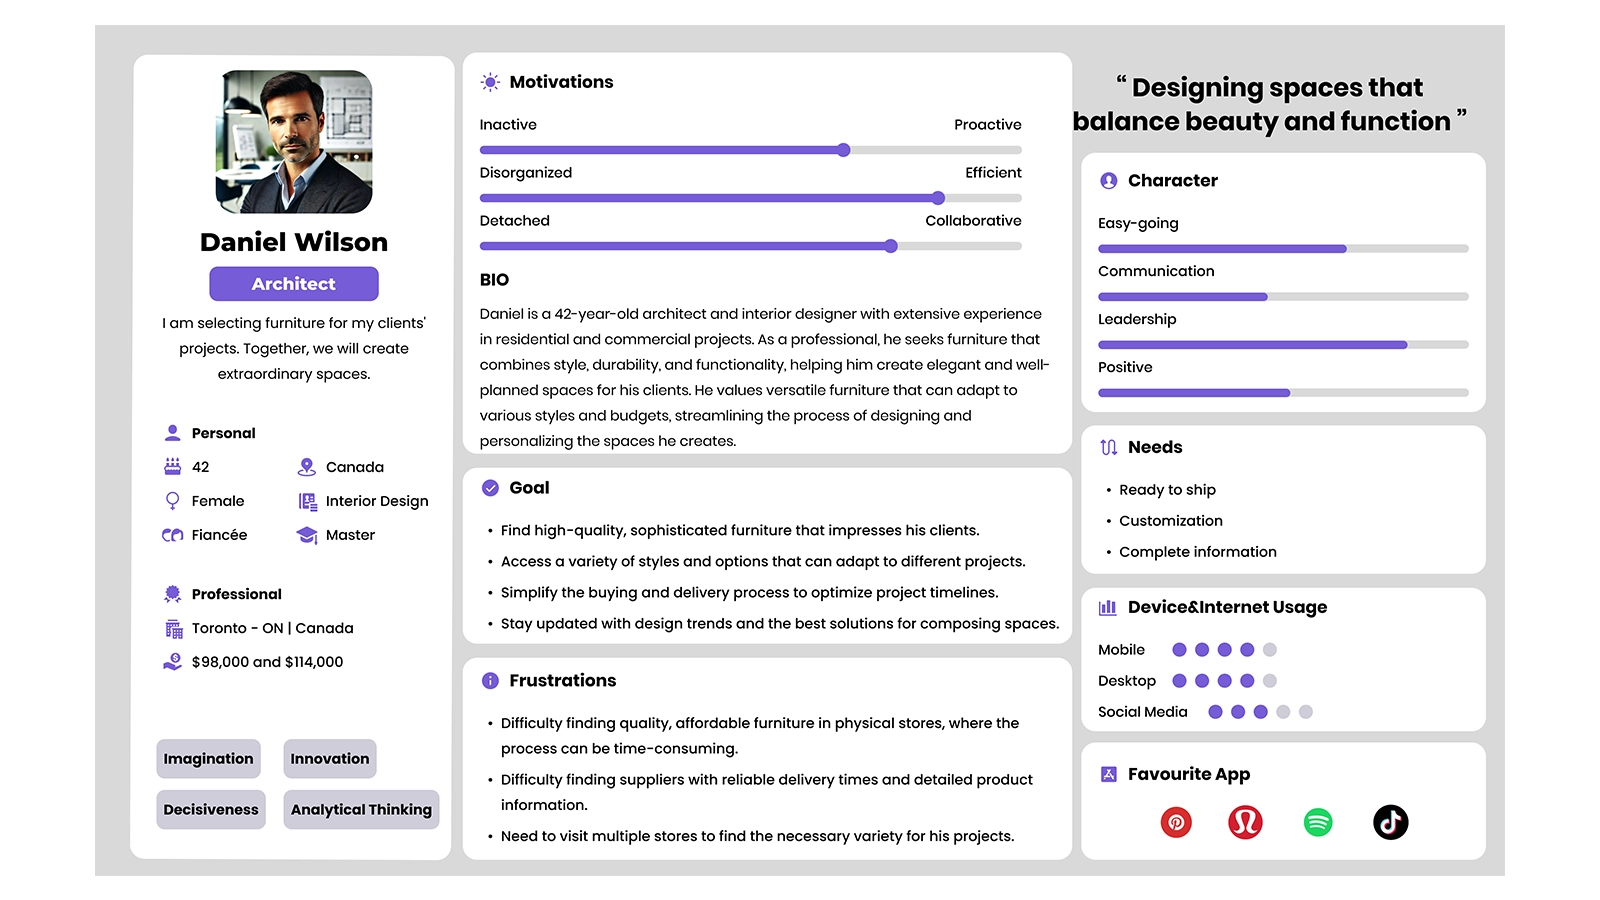 Daniel Wilson
Architect
I am selecting furniture for my clients'
projects. Together, we will create
extraordinary spaces.
Personal
42
Canada
Female
Interior Design
Fiancée
Master
Professional
Toronto - ON | Canada
$98,000 and $114,000
Imagination
Innovation
Decisiveness
Analytical Thinking
Motivations
Inactive
Proactive
Disorganized
Efficient
Detached
Collaborative
BIO
Daniel is a 42-year-old architect and interior designer with extensive experience
in residential and commercial projects. As a professional, he seeks furniture that
combines style, durability, and functionality, helping him create elegant and well-
planned spaces for his clients. He values versatile furniture that can adapt to
various styles and budgets, streamlining the process of designing and
personalizing the spaces he creates.
Goal
• Find high-quality, sophisticated furniture that impresses his clients.
• Access a variety of styles and options that can adapt to different projects.
• Simplify the buying and delivery process to optimize project timelines.
• Stay updated with design trends and the best solutions for composing spaces.
Frustrations
• Difficulty finding quality, affordable furniture in physical stores, where the
process can be time-consuming.
• Difficulty finding suppliers with reliable delivery times and detailed product
information.
• Need to visit multiple stores to find the necessary variety for his projects.
“ Designing spaces that
balance beauty and function ”
Character
Easy-going
Communication
Leadership
Positive
Needs
• Ready to ship
• Customization
• Complete information
Device&Internet Usage
Mobile
Desktop
Social Media
Favourite App